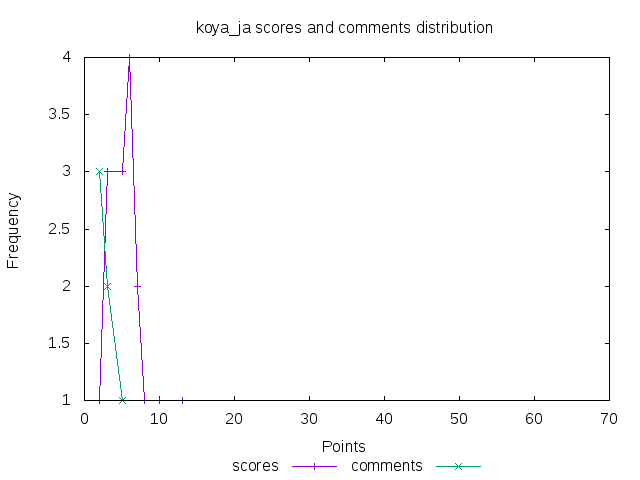 koya_ja scores and comments distribution
4
3.5
3
2.5
2
1.5
1
Frequency
0 10 20 30 40 50 60 70
Points
scores comments